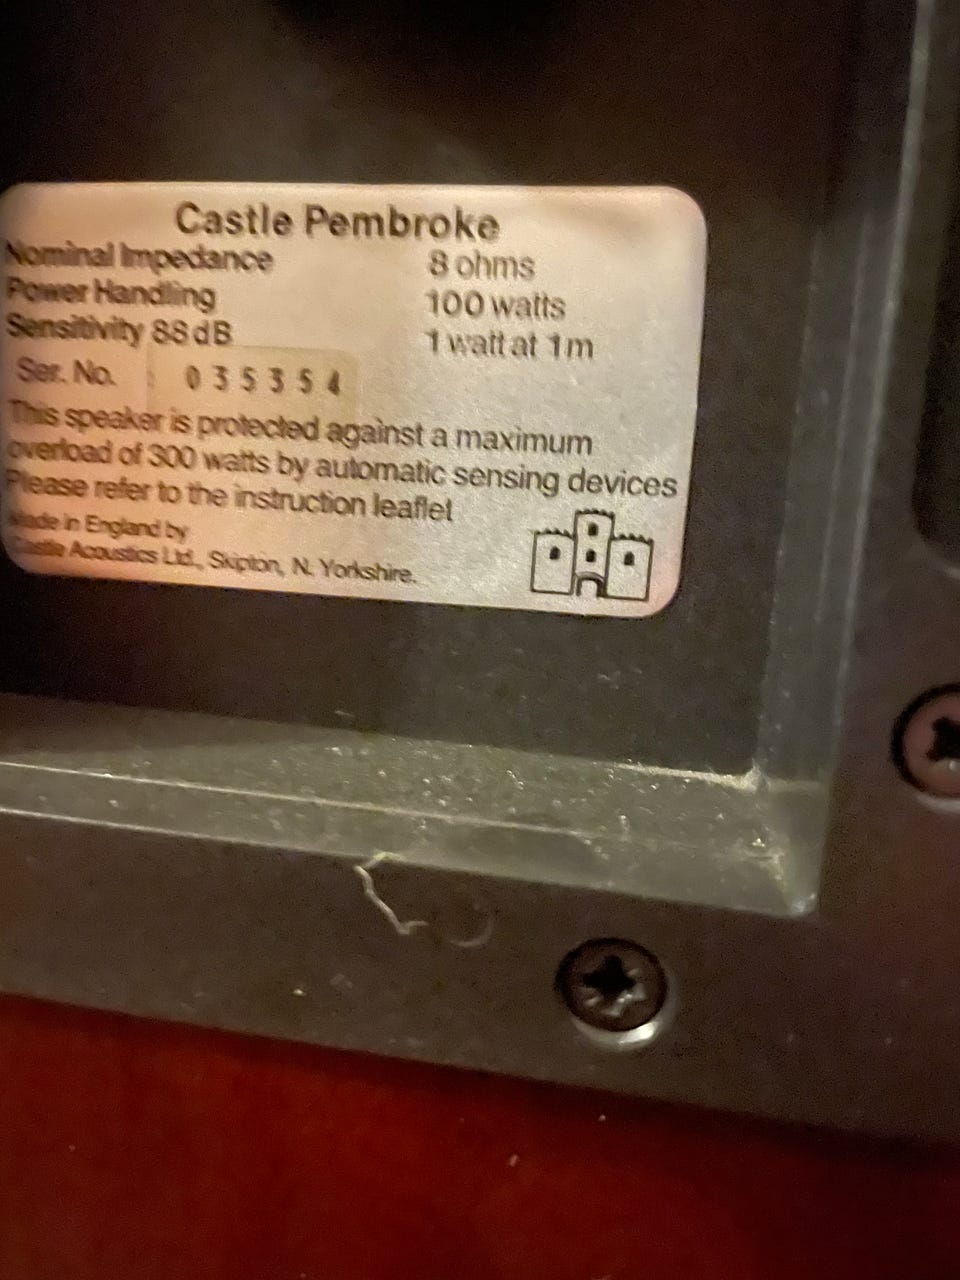 Castle Pembroke
Nominal Impedance 8 ohms
Power Handling 100 watts
Sensitivity 88dB 1 watt at 1m
Ser. No. 035354
This speaker is protected against a maximum
overload of 300 watts by automatic sensing devices
Please refer to the instruction leaflet
Made in England by
Castle Acoustics Ltd., Skipton, N. Yorkshire.